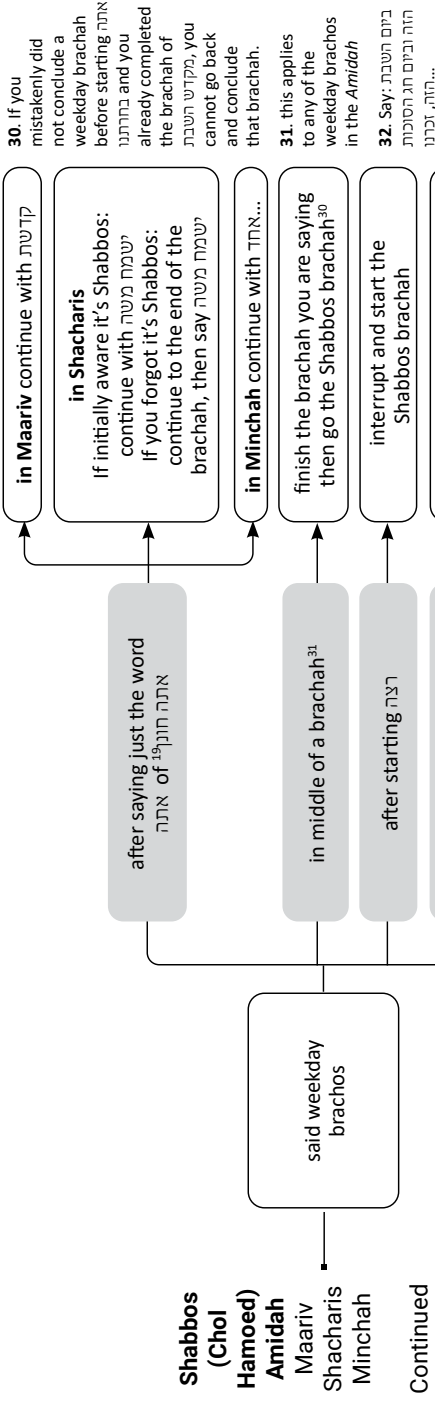 Shabbos
(Chol
Hamoed)
Amidah
Maariv
Shacharis
Minchah
Continued
said weekday
brachos
after saying just the word
אתה of אתה חונן19
in middle of a brachah31
after starting רצה
in Maariv continue with קדשת
in Shacharis
If initially aware it’s Shabbos:
continue with ישמח משה
If you forgot it’s Shabbos:
continue to the end of the
brachah, then say ישמח משה
in Minchah continue with אחד...
finish the brachah you are saying
then go the Shabbos brachah30
interrupt and start the
Shabbos brachah
30. If you
mistakenly did
not conclude a
weekday brachah
before starting אתה
בחרתנו and you
already completed
the brachah of
מקדש השבת, you
cannot go back
and conclude
that brachah.
31. this applies
to any of the
weekday brachos
in the Amidah
32. Say: ביום השבת
הזה וביום חג הסוכות
הזה, זכרנו...